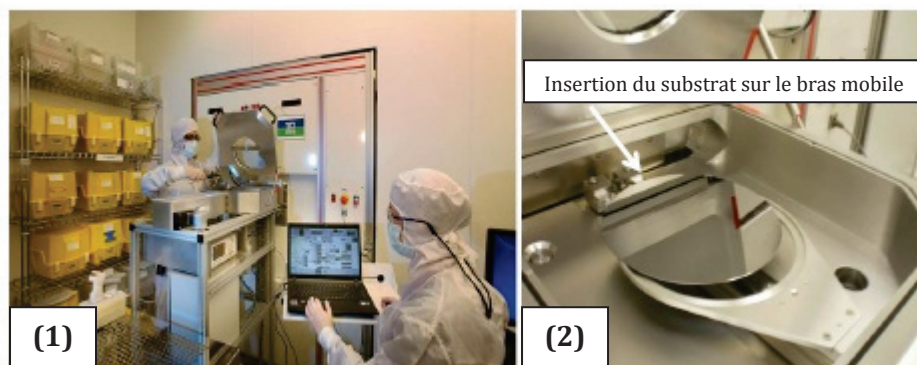 Insertion du substrat sur le bras mobile
(1)
(2)